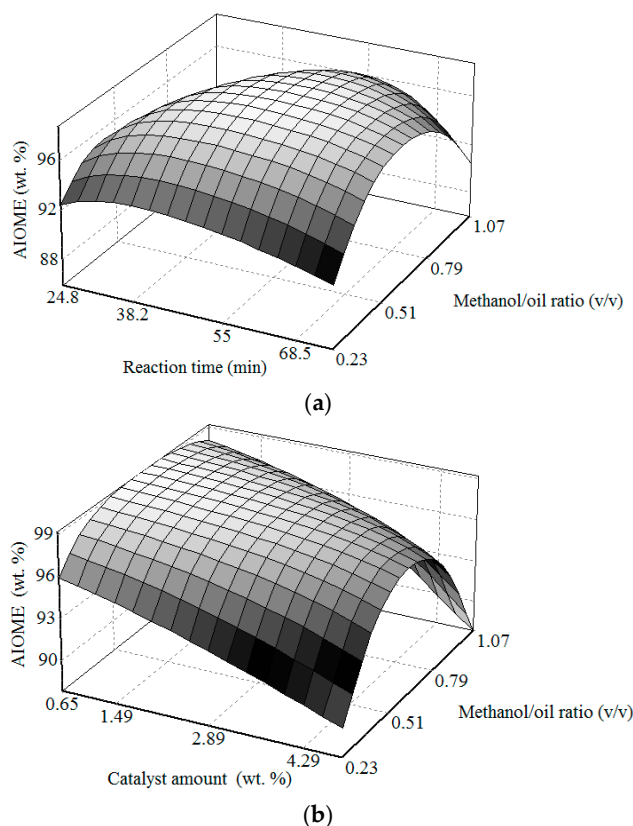 96
92
88
AIOME (wt. %)
24.8
38.2
55
68.5
Reaction time (min)
0.23
0.51
0.79
1.07
Methanol/oil ratio (v/v)
(a)
99
96
93
90
AIOME (wt. %)
0.65
1.49
2.89
4.29
Catalyst amount (wt. %)
0.23
0.51
0.79
1.07
Methanol/oil ratio (v/v)
(b)